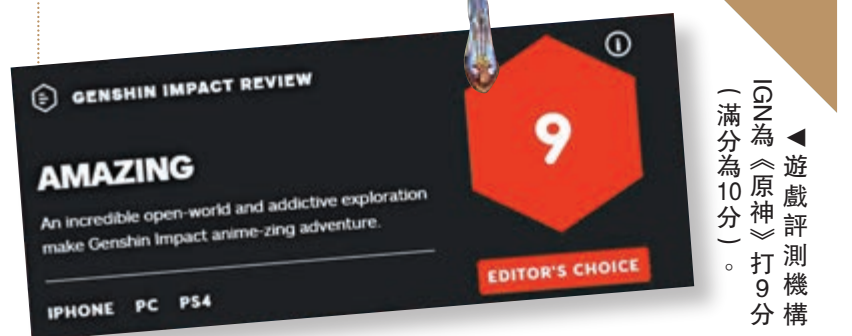 GENSHIN IMPACT REVIEW
AMAZING
An incredible open-world and addictive exploration
make Genshin Impact anime-zing adventure.
IPHONE PC PS4
9
EDITOR'S CHOICE
◀遊戲評測機構
IGN為《原神》打9分
(滿分為10分)。